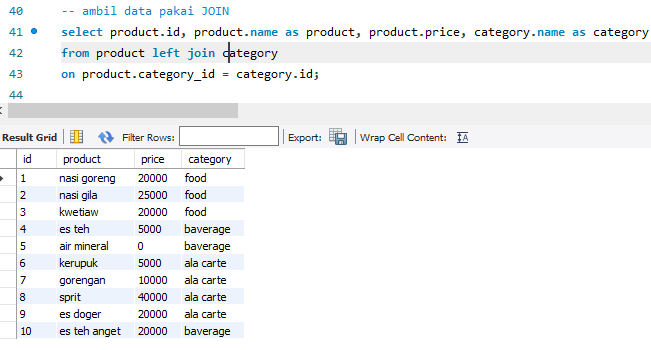 40 -- ambil data pakai JOIN
41 select product.id, product.name as product, product.price, category.name as category
42 from product left join category
43 on product.category_id = category.id;
44
Result Grid Filter Rows: Export: Wrap Cell Content: IA
id product price category
1 nasi goreng 20000 food
2 nasi gila 25000 food
3 kwetiaw 20000 food
4 es teh 5000 baverage
5 air mineral 0 baverage
6 kerupuk 5000 ala carte
7 gorengan 10000 ala carte
8 sprit 40000 ala carte
9 es doger 20000 ala carte
10 es teh anget 20000 baverage